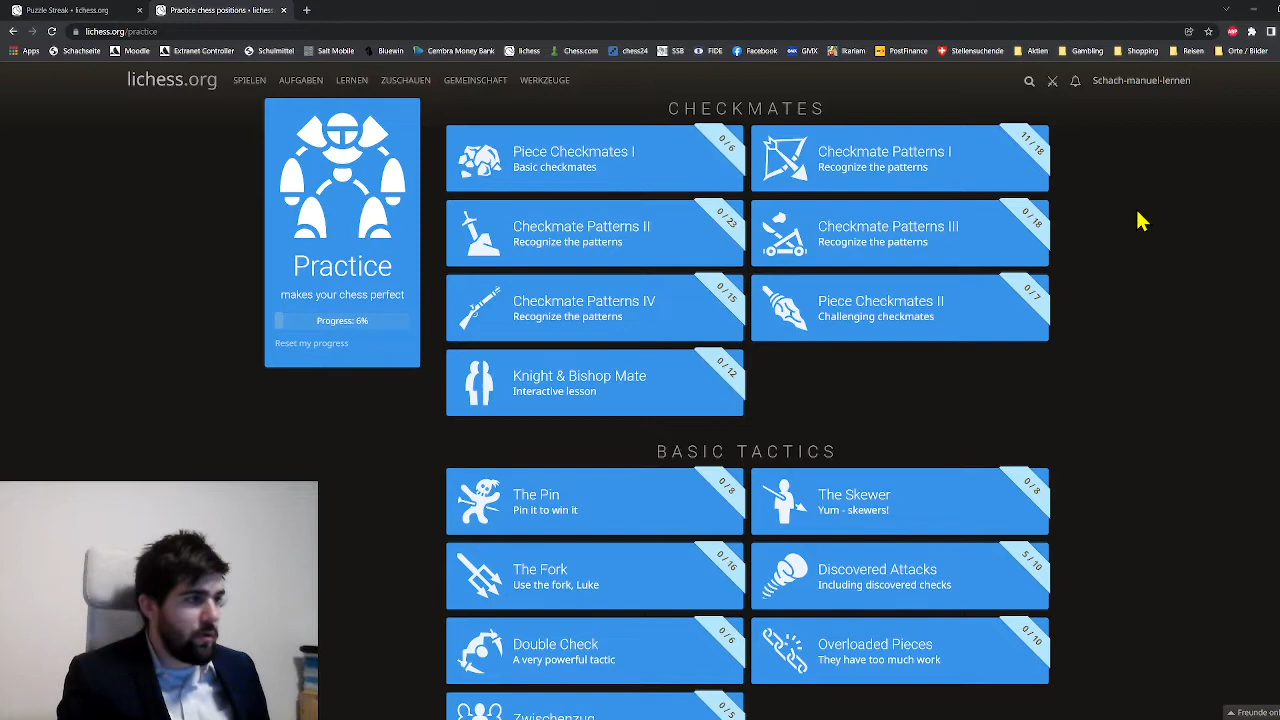 Puzzle Streak • lichess.org
Practice chess positions • lichess
lichess.org/practice
Apps Schachseite Moodle Extranet Controller Schulmittel Salt Mobile Bluewin Cembra Money Bank lichess Chess.com chess24 SSB FIDE Facebook GMX Ikariam PostFinance Stellensuchende Aktien Gambling Shopping Reisen Orte / Bilder
lichess.org SPIELEN AUFGABEN LERNEN ZUSCHAUEN GEMEINSCHAFT WERKZEUGE Schach-manuel-lernen
Practice
makes your chess perfect
Progress: 6%
Reset my progress
CHECKMATES
Piece Checkmates I
Basic checkmates
0/6
Checkmate Patterns I
Recognize the patterns
11/18
Checkmate Patterns II
Recognize the patterns
0/23
Checkmate Patterns III
Recognize the patterns
0/18
Checkmate Patterns IV
Recognize the patterns
0/15
Piece Checkmates II
Challenging checkmates
0/7
Knight & Bishop Mate
Interactive lesson
0/12
BASIC TACTICS
The Pin
Pin it to win it
0/8
The Skewer
Yum - skewers!
0/8
The Fork
Use the fork, Luke
0/16
Discovered Attacks
Including discovered checks
5/10
Double Check
A very powerful tactic
0/6
Overloaded Pieces
They have too much work
0/10
Zwischenzug
0/5
Freunde onl